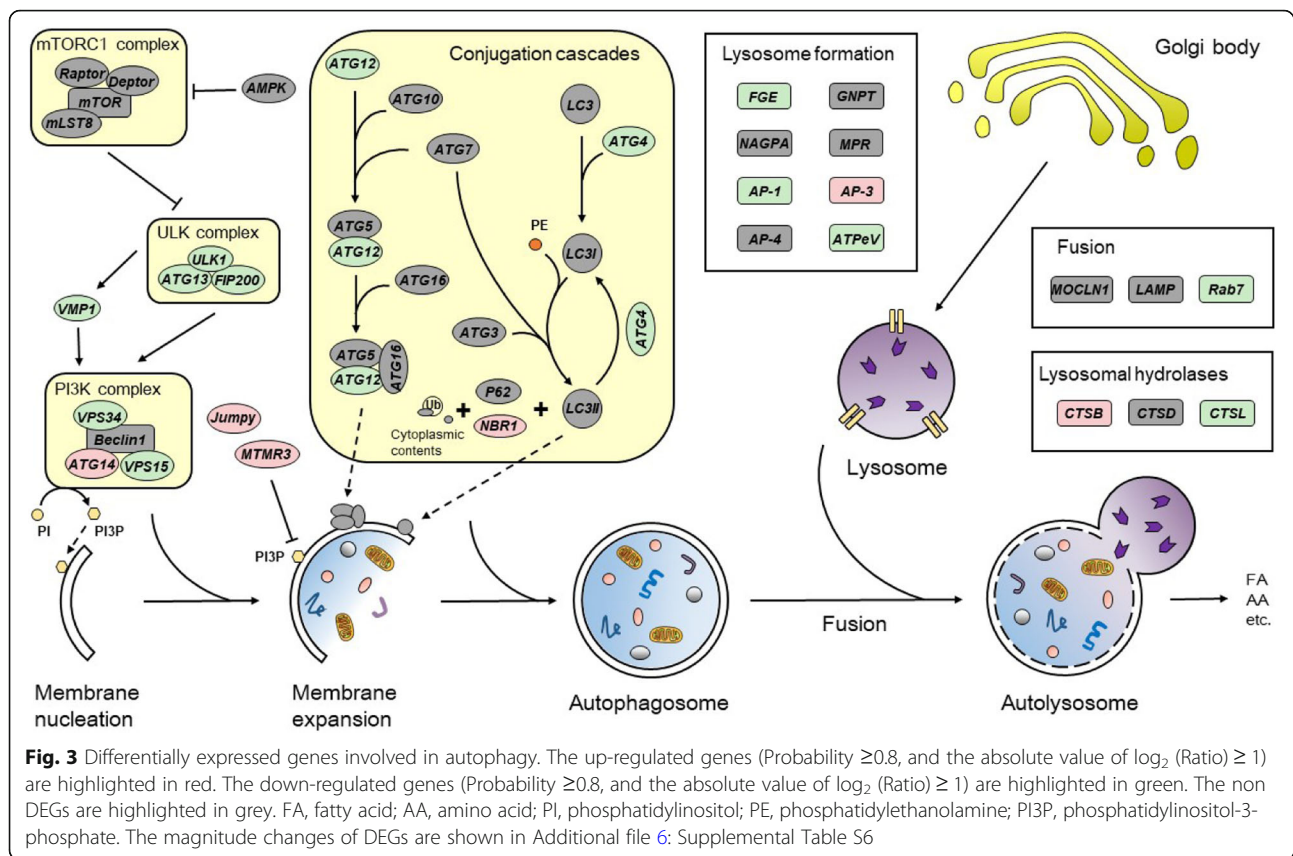 mTORC1 complex
Raptor
Deptor
mTOR
mLST8
AMPK
ULK complex
ULK1
ATG13
FIP200
VMP1
PI3K complex
VPS34
Beclin1
ATG14
VPS15
PI
PI3P
Jumpy
MTMR3
PI3P
Conjugation cascades
ATG12
ATG10
ATG7
ATG5
ATG12
ATG16
ATG5
ATG12
ATG16
LC3
ATG4
PE
LC3I
ATG3
ATG4
Ub
Cytoplasmic
contents
+
P62
NBR1
+
LC3II
Lysosome formation
FGE
GNPT
NAGPA
MPR
AP-1
AP-3
AP-4
ATPeV
Golgi body
Fusion
MOCLN1
LAMP
Rab7
Lysosomal hydrolases
CTSB
CTSD
CTSL
Lysosome
Fusion
FA
AA
etc.
Membrane
nucleation
Membrane
expansion
Autophagosome
Autolysosome
Fig. 3 Differentially expressed genes involved in autophagy. The up-regulated genes (Probability ≥0.8, and the absolute value of log₂ (Ratio) ≥ 1)
are highlighted in red. The down-regulated genes (Probability ≥0.8, and the absolute value of log₂ (Ratio) ≥ 1) are highlighted in green. The non
DEGs are highlighted in grey. FA, fatty acid; AA, amino acid; PI, phosphatidylinositol; PE, phosphatidylethanolamine; PI3P, phosphatidylinositol-3-
phosphate. The magnitude changes of DEGs are shown in Additional file 6: Supplemental Table S6